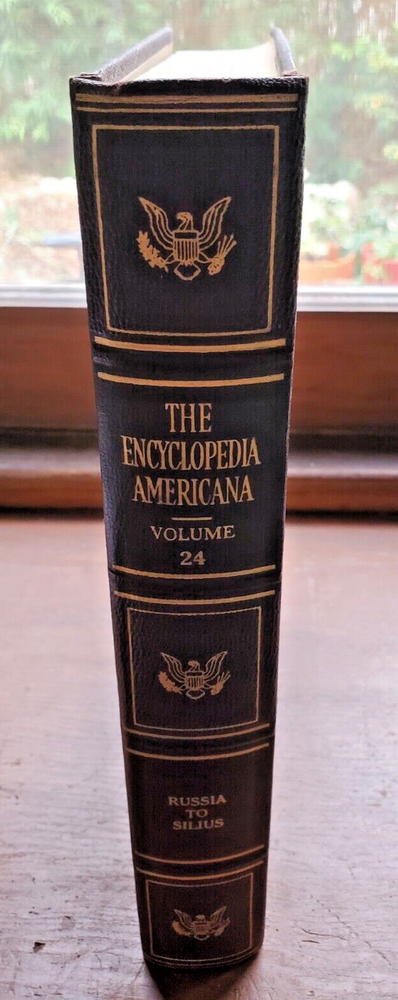 THE
ENCYCLOPEDIA
AMERICANA
VOLUME
24
RUSSIA
TO
SILIUS